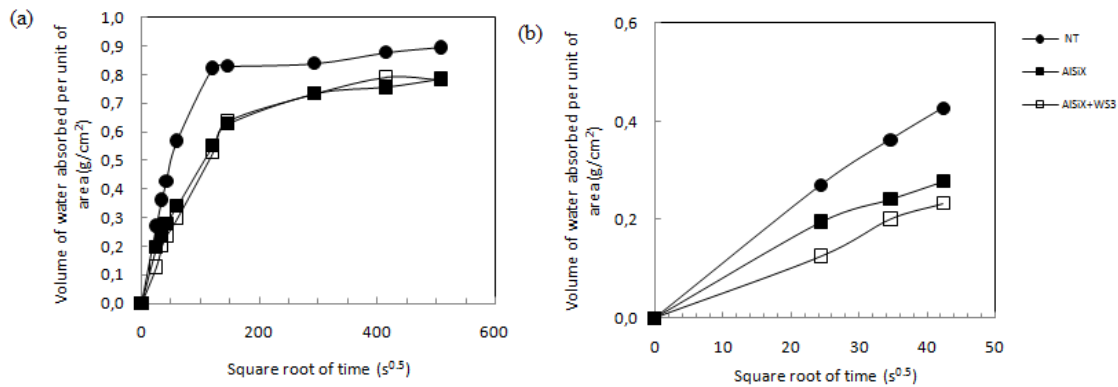 (a)
Volume of water absorbed per unit of
area(g/cm²)
1,0
0,9
0,8
0,7
0,6
0,5
0,4
0,3
0,2
0,1
0,0
0
200
400
600
Square root of time (s^0.5)
(b)
Volume of water absorbed per unit of
area(g/cm²)
0,6
0,4
0,2
0,0
0
10
20
30
40
50
Square root of time (s^0.5)
NT
AlSiX
AlSiX+WS3